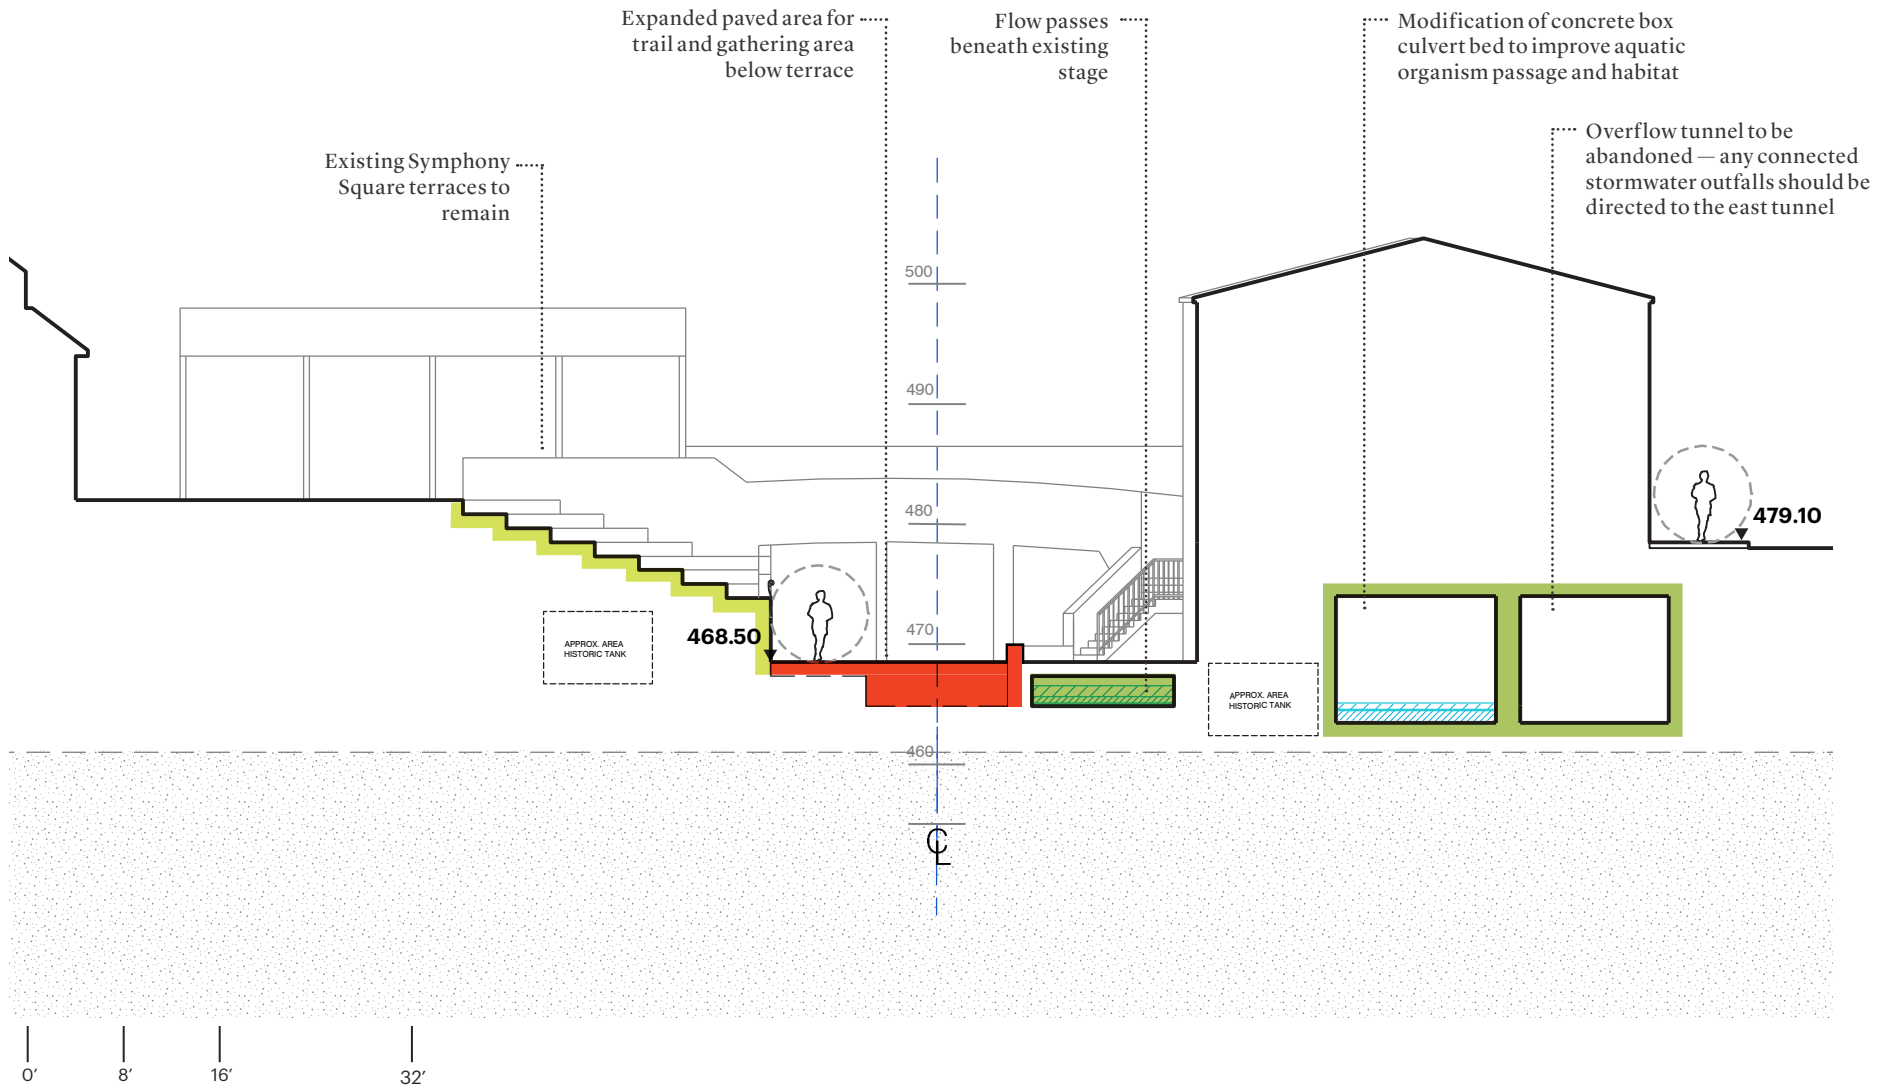 Expanded paved area for
trail and gathering area
below terrace
Flow passes
beneath existing
stage
Modification of concrete box
culvert bed to improve aquatic
organism passage and habitat
Overflow tunnel to be
abandoned — any connected
stormwater outfalls should be
directed to the east tunnel
Existing Symphony
Square terraces to
remain
500
490
480
470
460
479.10
468.50
APPROX. AREA
HISTORIC TANK
APPROX. AREA
HISTORIC TANK
CL
0'
8'
16'
32'